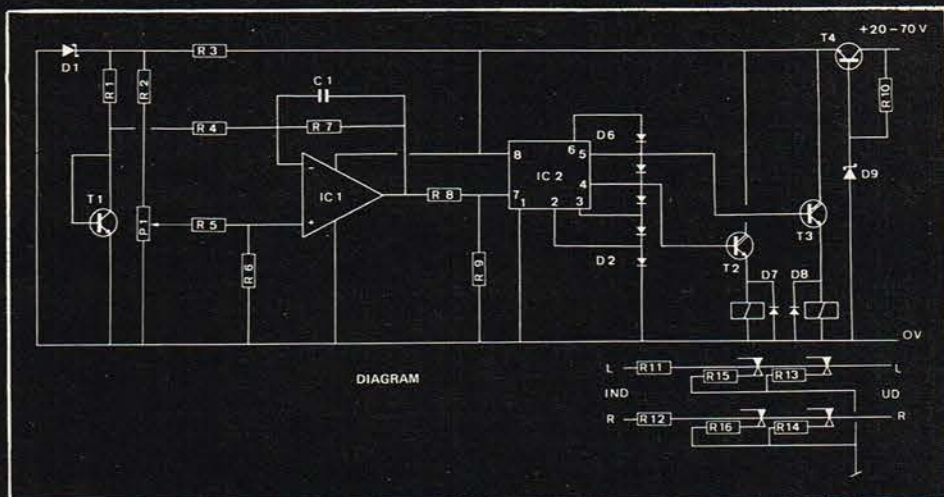 T4 +20-70 V
D1 R3
R1 R2 R10
C1
R4 R7 D6
6
8 5
IC 2
4
7
1 2 3
IC 1
−
+
R8
D9
T1 P1 R5
T3
T2
R6 R9 D2 D7 D8
0V
DIAGRAM
L R11 R15 R13 L
IND UD
R R12 R16 R14 R